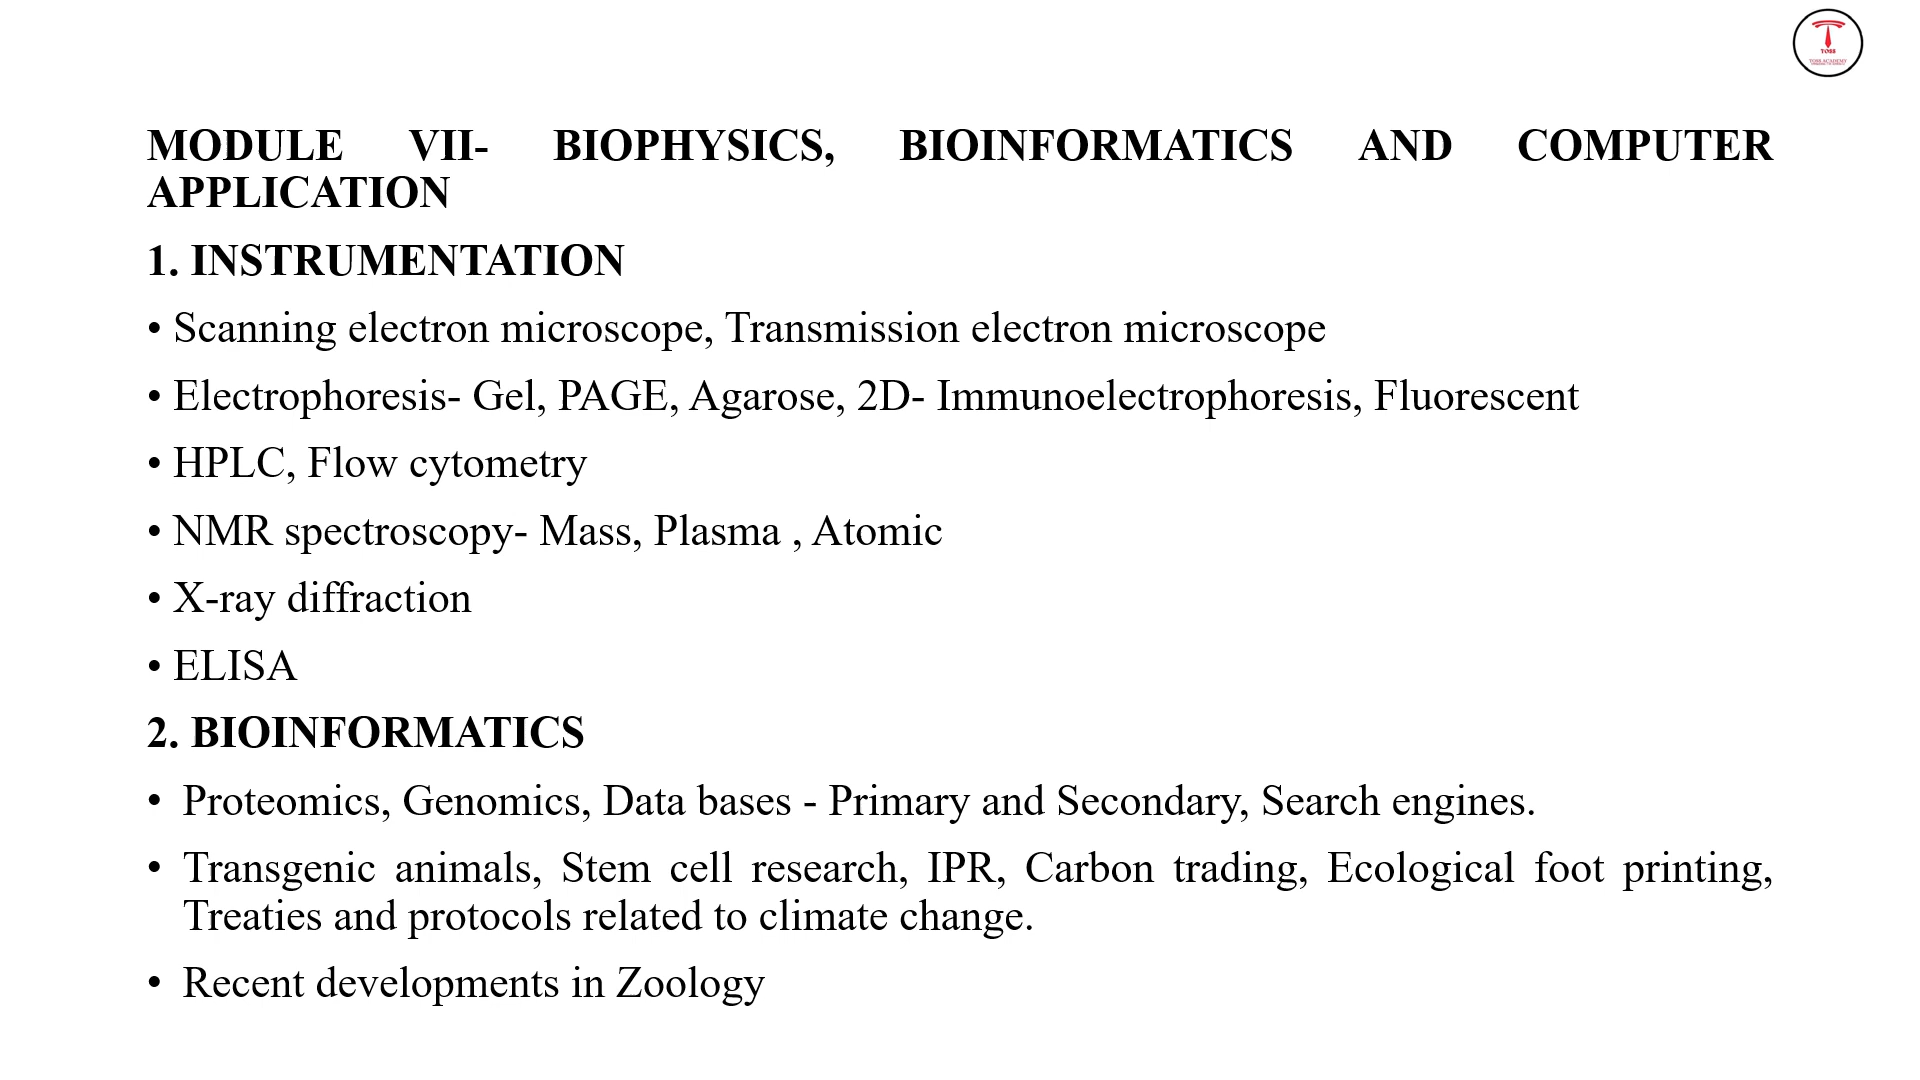 TOSS
TOSS ACADEMY
MODULE VII- BIOPHYSICS, BIOINFORMATICS AND COMPUTER
APPLICATION
1. INSTRUMENTATION
• Scanning electron microscope, Transmission electron microscope
• Electrophoresis- Gel, PAGE, Agarose, 2D- Immunoelectrophoresis, Fluorescent
• HPLC, Flow cytometry
• NMR spectroscopy- Mass, Plasma , Atomic
• X-ray diffraction
• ELISA
2. BIOINFORMATICS
• Proteomics, Genomics, Data bases - Primary and Secondary, Search engines.
• Transgenic animals, Stem cell research, IPR, Carbon trading, Ecological foot printing,
Treaties and protocols related to climate change.
• Recent developments in Zoology